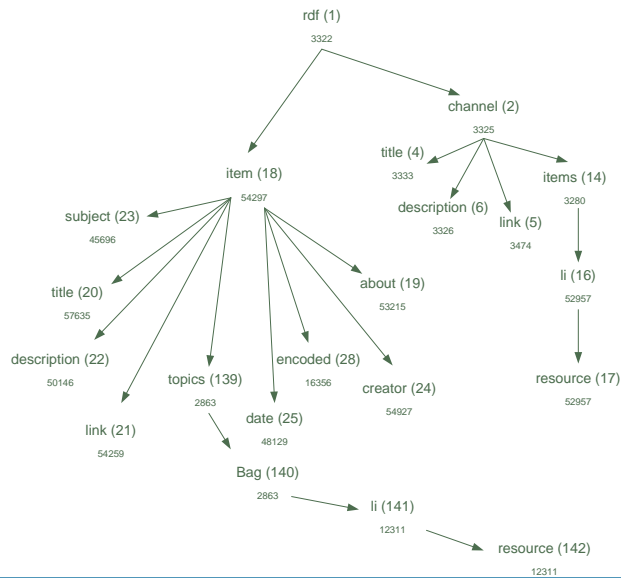 rdf (1)
3322
channel (2)
3325
title (4)
3333
item (18)
54297
items (14)
3280
description (6)
3326
link (5)
3474
subject (23)
45696
li (16)
52957
about (19)
53215
title (20)
57635
description (22)
50146
topics (139)
2863
encoded (28)
16356
creator (24)
54927
resource (17)
52957
link (21)
54259
date (25)
48129
Bag (140)
2863
li (141)
12311
resource (142)
12311